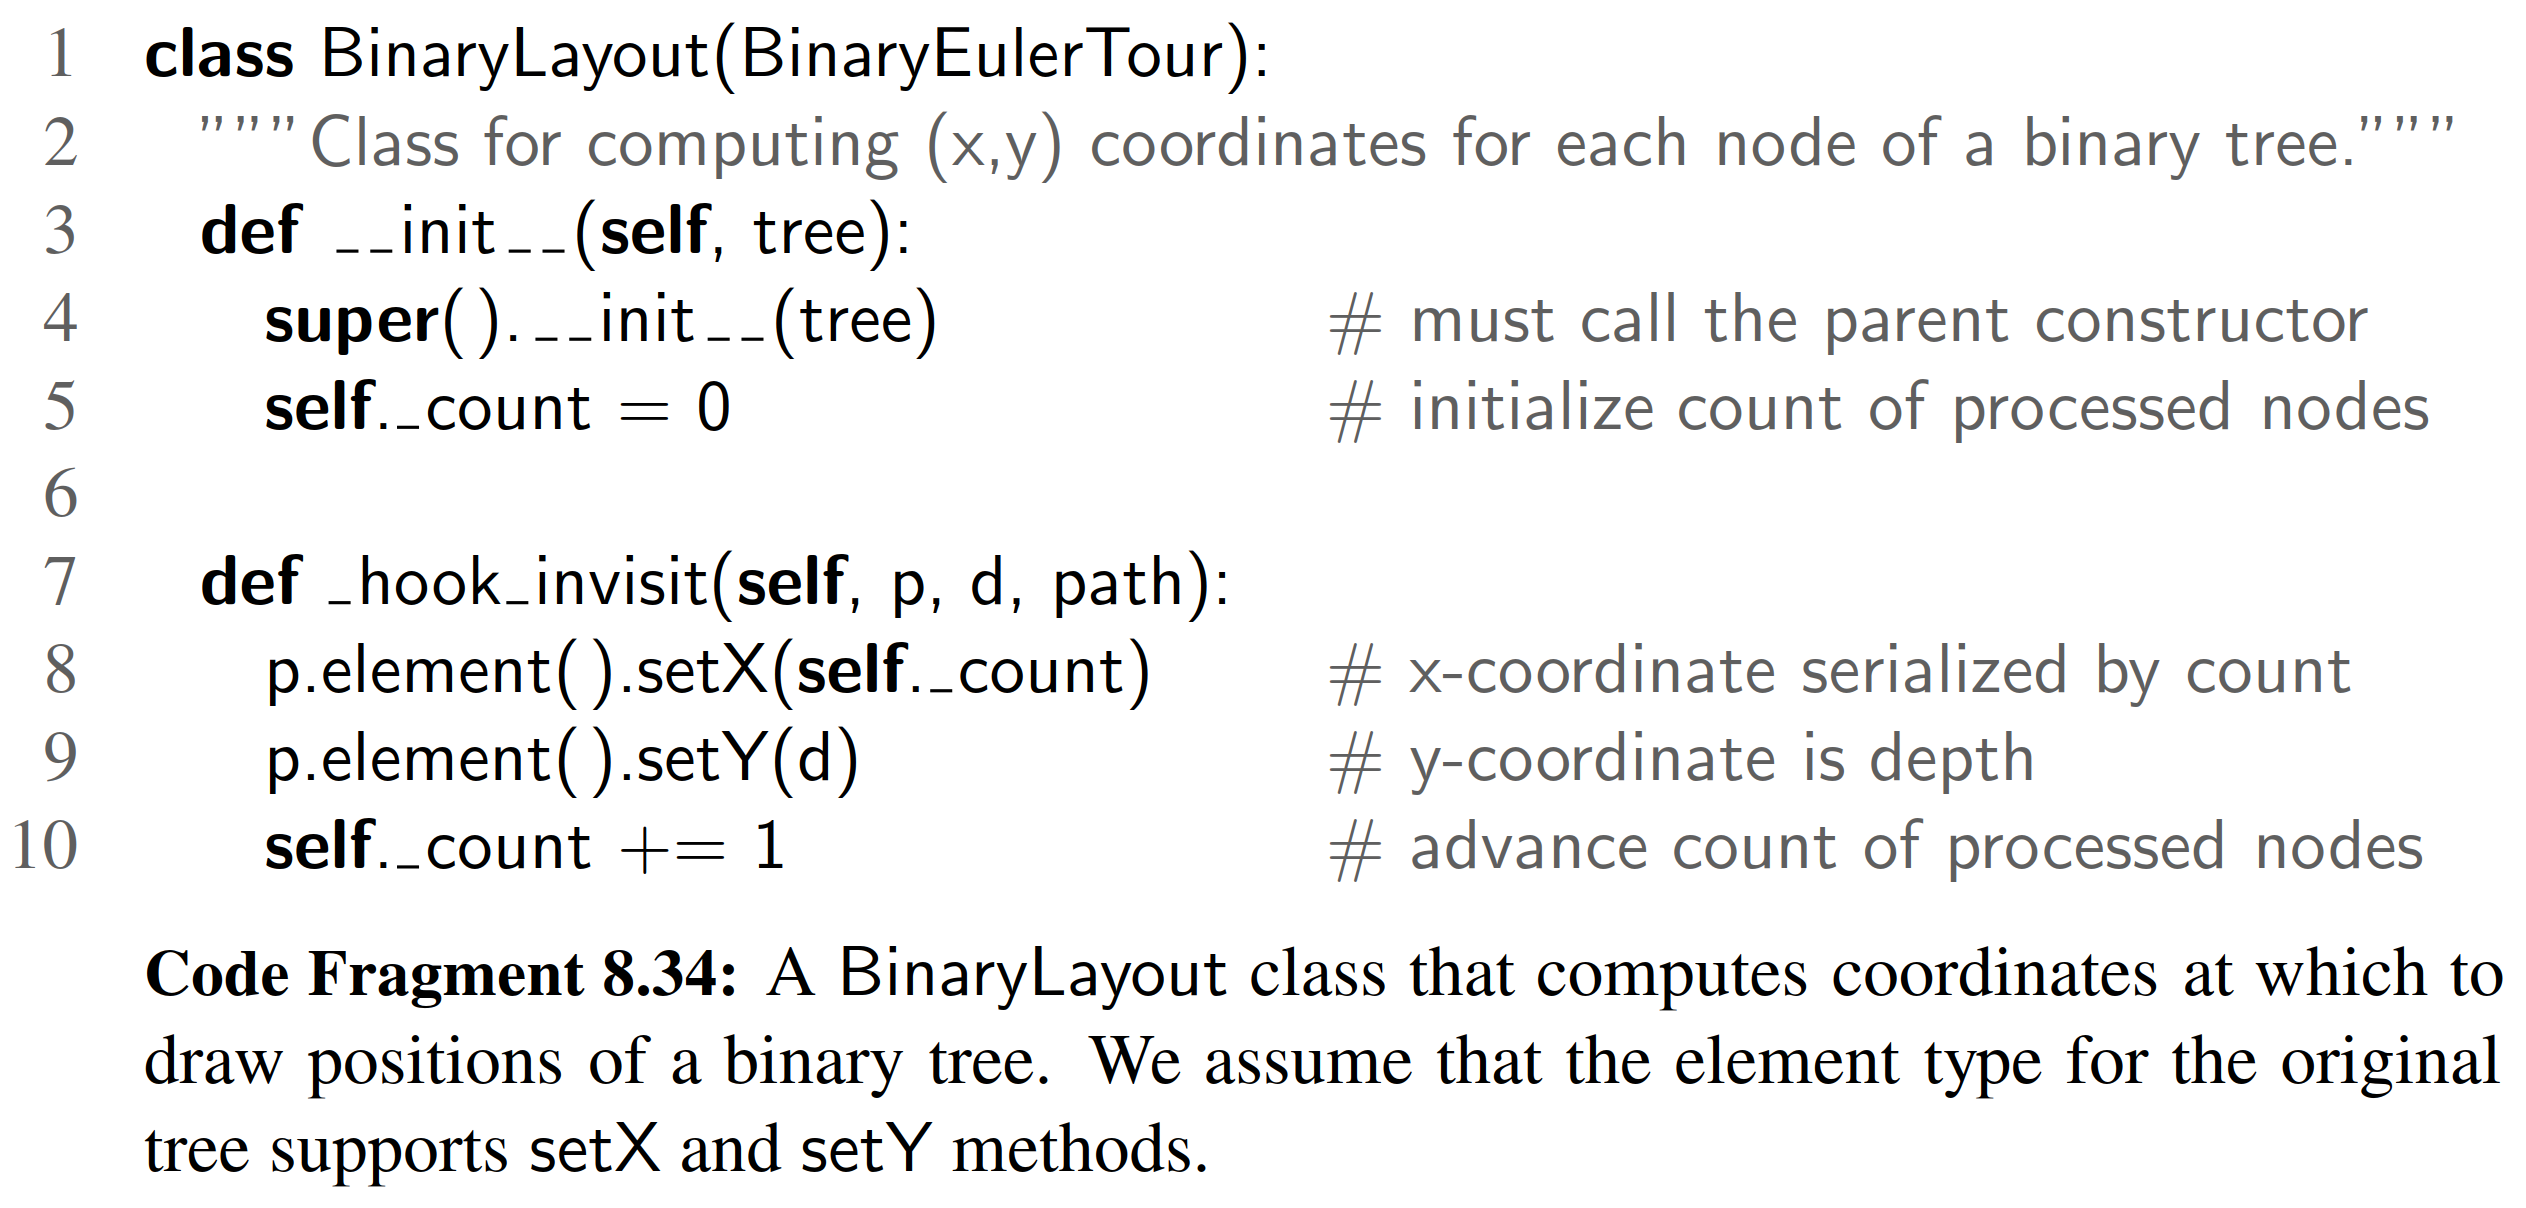 1 class BinaryLayout(BinaryEulerTour):
2 """Class for computing (x,y) coordinates for each node of a binary tree."""
3 def __init__(self, tree):
4 super().__init__(tree) # must call the parent constructor
5 self._count = 0 # initialize count of processed nodes
6
7 def _hook_invisit(self, p, d, path):
8 p.element().setX(self._count) # x-coordinate serialized by count
9 p.element().setY(d) # y-coordinate is depth
10 self._count += 1 # advance count of processed nodes
Code Fragment 8.34: A BinaryLayout class that computes coordinates at which to
draw positions of a binary tree. We assume that the element type for the original
tree supports setX and setY methods.